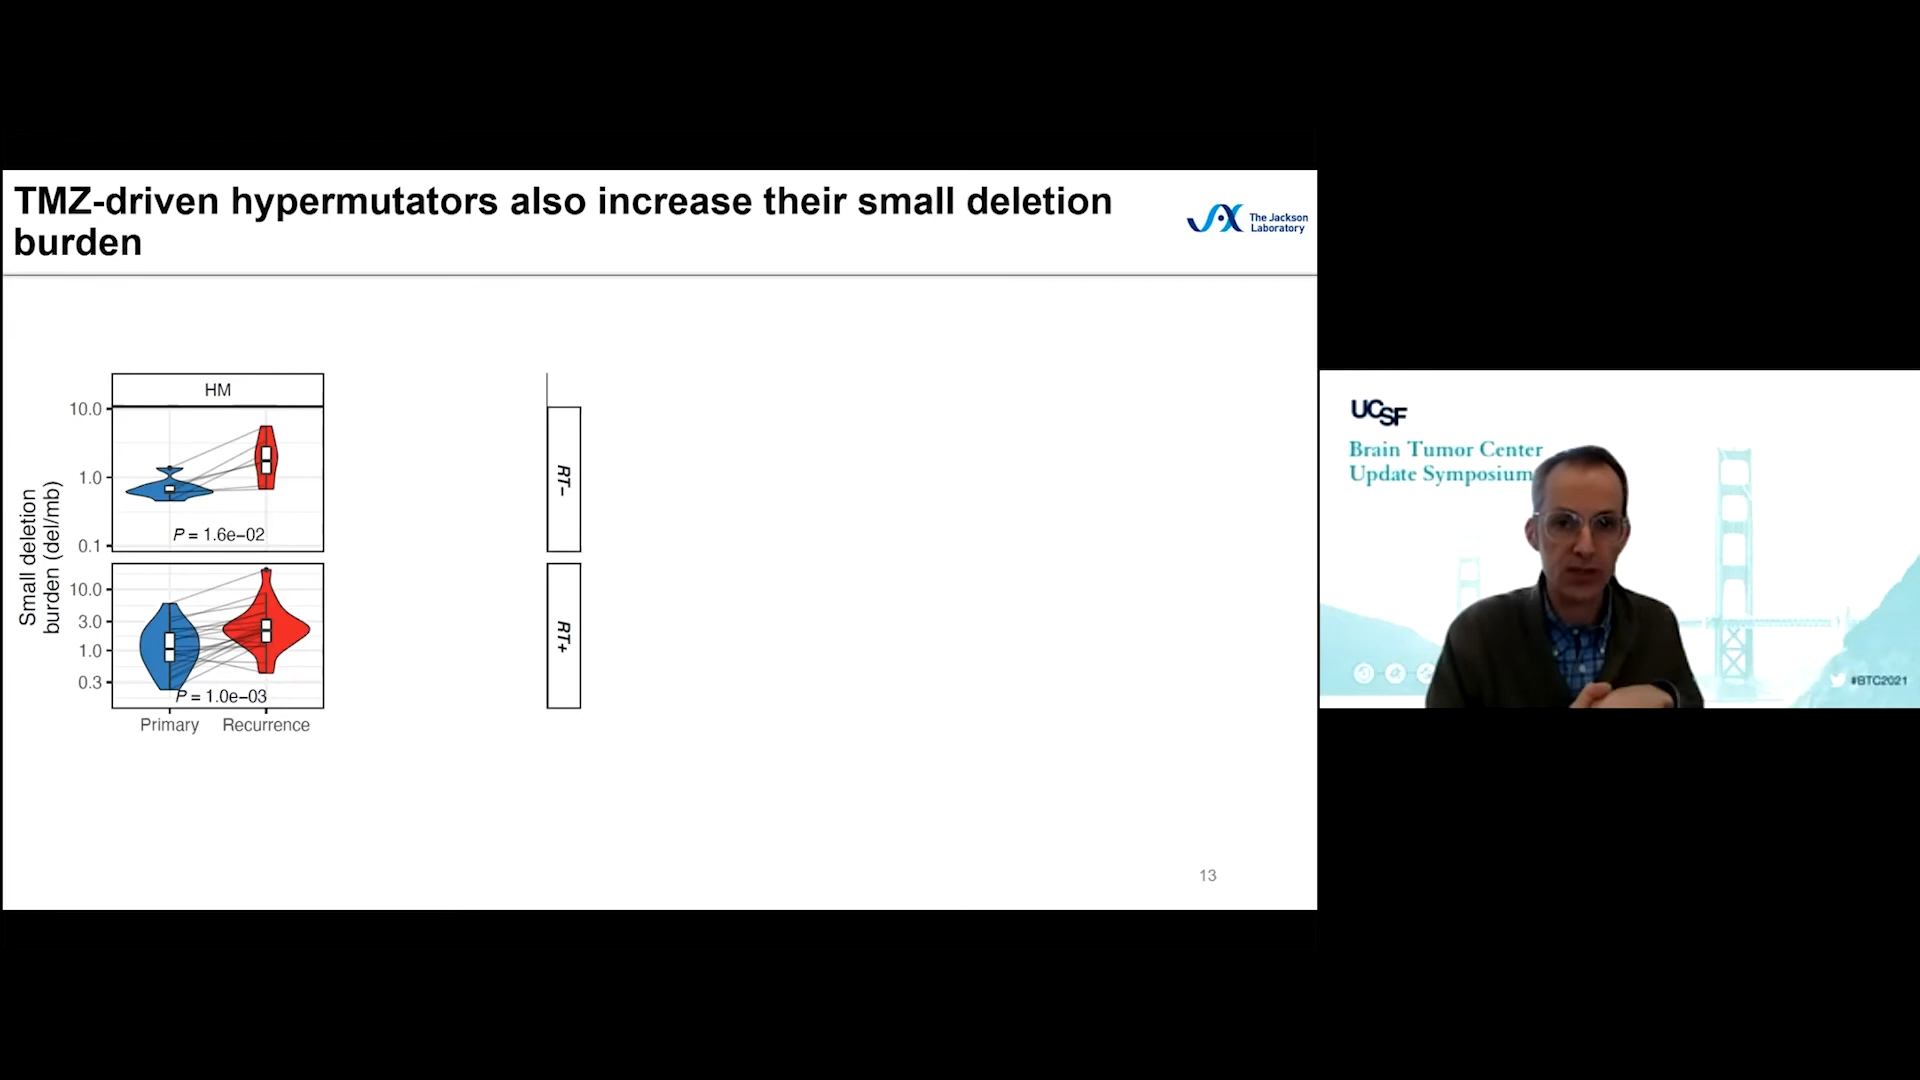 TMZ-driven hypermutators also increase their small deletion
burden
The Jackson
Laboratory
HM
10.0
1.0
0.1
P = 1.6e−02
RT−
Small deletion
burden (del/mb)
10.0
3.0
1.0
0.3
P = 1.0e−03
RT+
Primary
Recurrence
13
UCSF
Brain Tumor Center
Update Symposium
#BTC2021